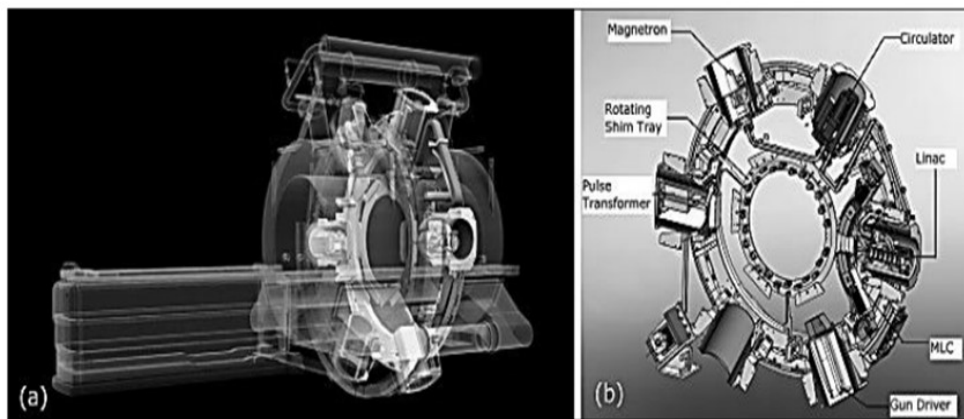 Magnetron
Circulator
Rotating
Shim Tray
Linac
Pulse
Transformer
MLC
Gun Driver
(a)
(b)